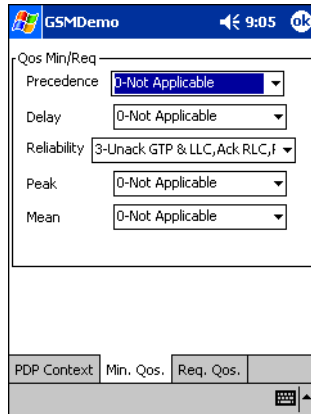 GSMDemo 9:05 ok
Qos Min/Req
Precedence 0-Not Applicable
Delay 0-Not Applicable
Reliability 3-Unack GTP & LLC,Ack RLC,F
Peak 0-Not Applicable
Mean 0-Not Applicable
PDP Context Min. Qos. Req. Qos.